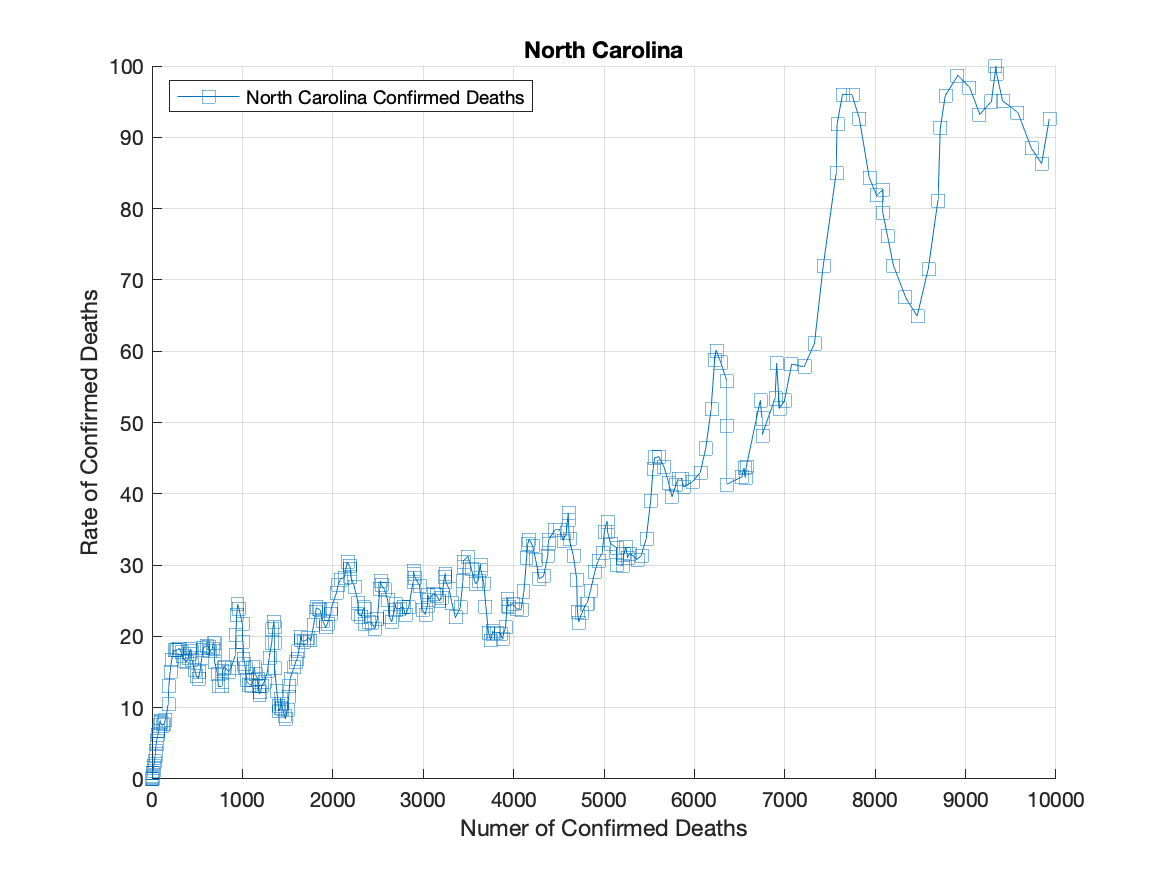 North Carolina
North Carolina Confirmed Deaths
100
90
80
70
60
50
40
30
20
10
0
Rate of Confirmed Deaths
0 1000 2000 3000 4000 5000 6000 7000 8000 9000 10000
Numer of Confirmed Deaths